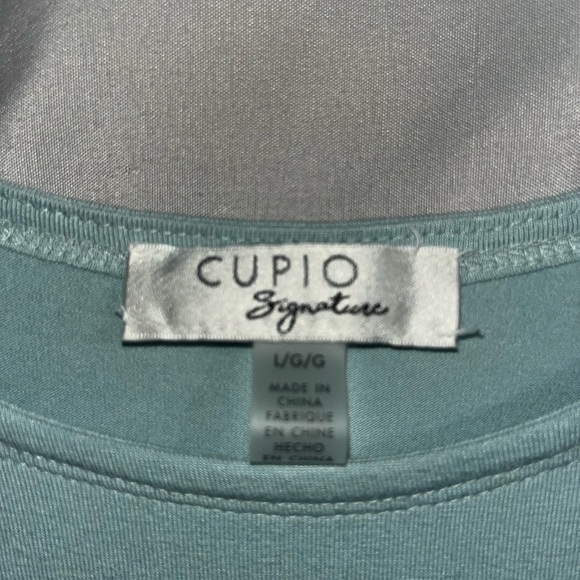 CUPIO
Signature
L/G/G
MADE IN
CHINA
FABRIQUE
EN CHINE
HECHO
EN CHINA